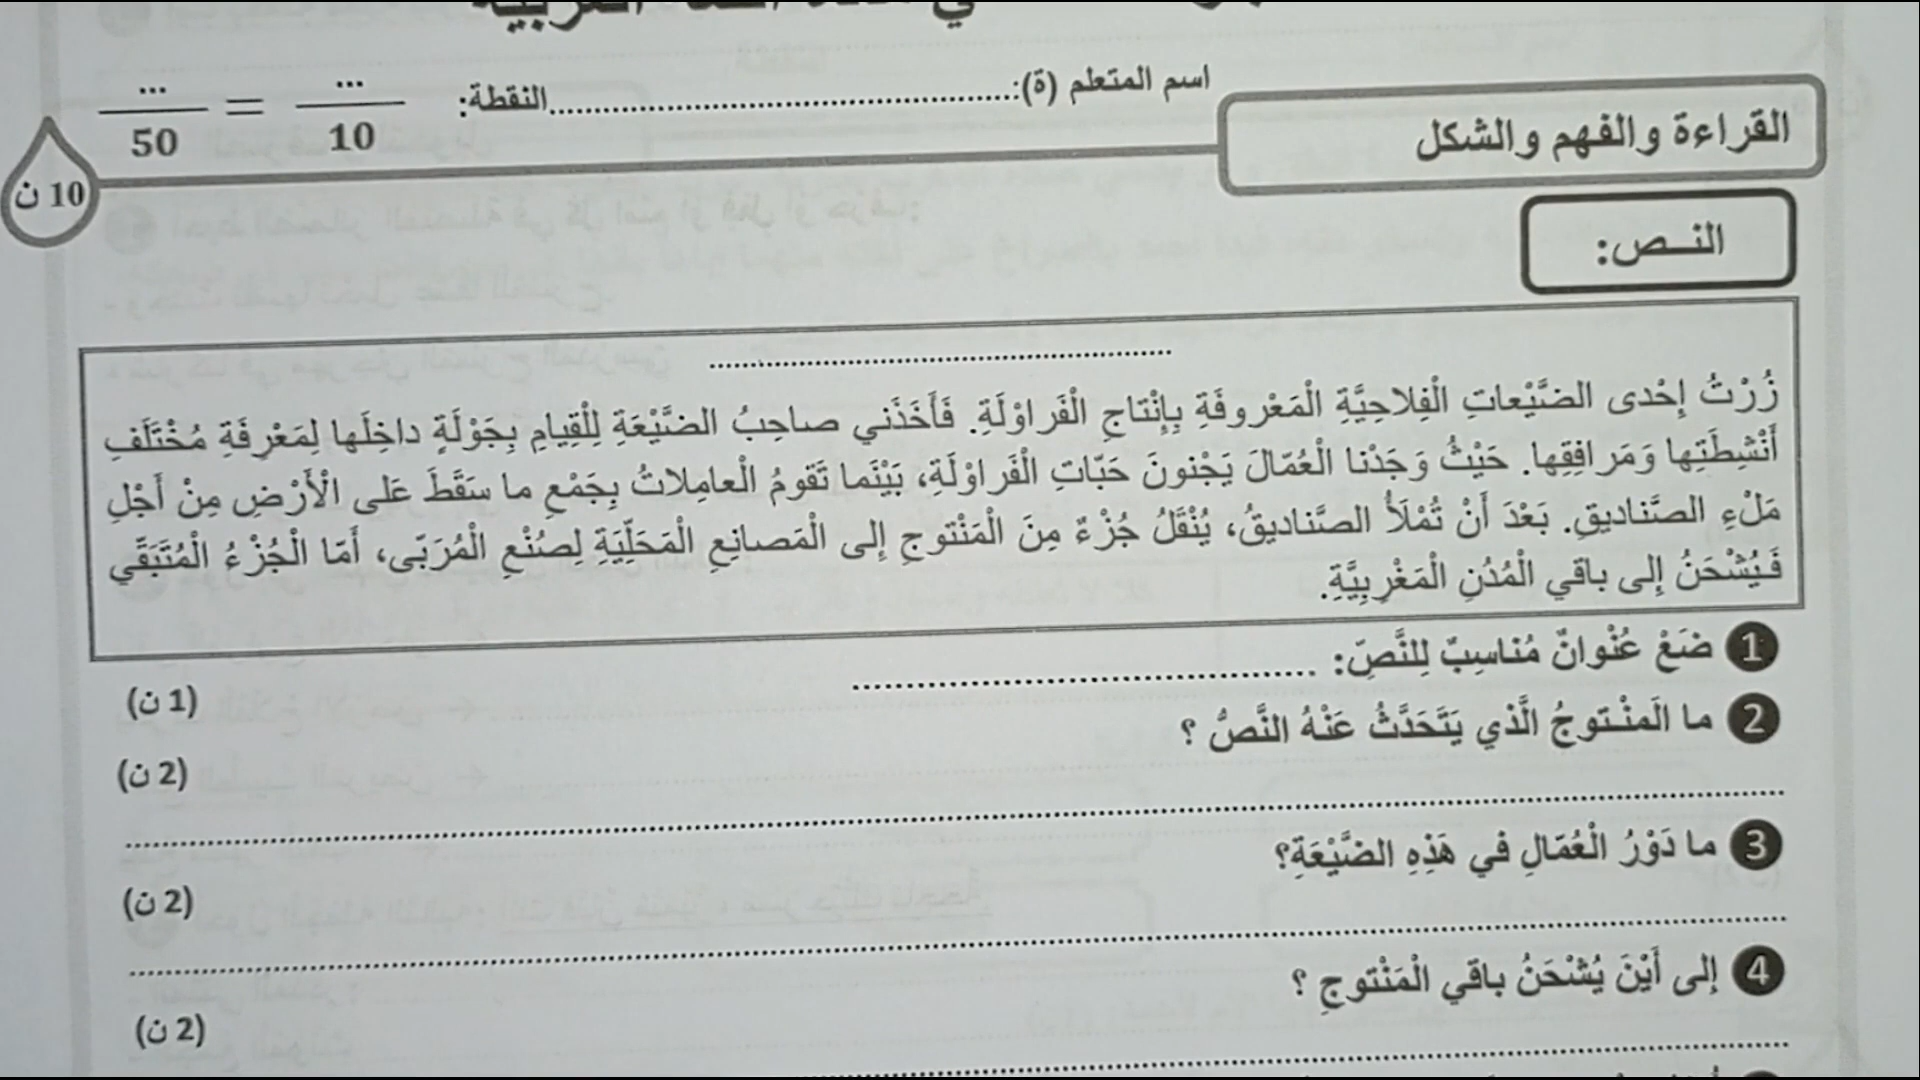 اسم المتعلم (ة):........................................النقطة: .../10 = .../50
القراءة والفهم والشكل
10 ن
النـص:
........................................
زُرْتُ إِحْدى الضَّيْعاتِ الْفِلاحِيَّةِ الْمَعْروفَةِ بِإِنْتاجِ الْفَراوْلَةِ. فَأَخَذَني صاحِبُ الضَّيْعَةِ لِلْقِيامِ بِجَوْلَةٍ داخِلَها لِمَعْرِفَةِ مُخْتَلَفِ
أَنْشِطَتِها وَمَرافِقِها. حَيْثُ وَجَدْنا الْعُمّالَ يَجْنونَ حَبّاتِ الْفَراوْلَةِ، بَيْنَما تَقومُ الْعامِلاتُ بِجَمْعِ ما سَقَطَ عَلى الْأَرْضِ مِنْ أَجْلِ
مَلْءِ الصَّناديقِ. بَعْدَ أَنْ تُمْلَأُ الصَّناديقُ، يُنْقَلُ جُزْءٌ مِنَ الْمَنْتوجِ إِلى الْمَصانِعِ الْمَحَلِّيَّةِ لِصُنْعِ الْمُرَبّى، أَمّا الْجُزْءُ الْمُتَبَقّي
فَيُشْحَنُ إِلى باقي الْمُدُنِ الْمَغْرِبِيَّةِ.
1 ضَعْ عُنْوانٌ مُناسِبٌ لِلنَّصِّ: ........................................ (1 ن)
2 ما الَمنْتوجُ الَّذي يَتَحَدَّثُ عَنْهُ النَّصُّ ؟ (2 ن)
3 ما دَوْرُ الْعُمّالِ في هَذِهِ الضَّيْعَةِ؟ (2 ن)
4 إِلى أَيْنَ يُشْحَنُ باقي الْمَنْتوجِ ؟ (2 ن)